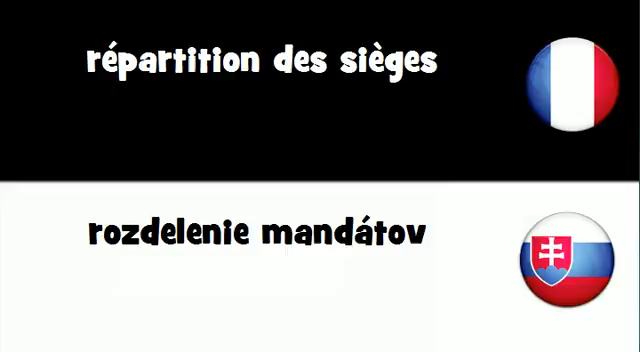 répartition des sièges
rozdelenie mandátov